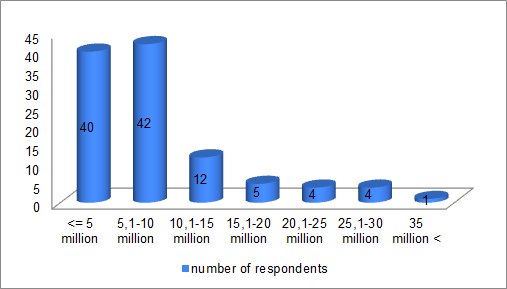 45
40
35
30
25
20
15
10
5
0
40
42
12
5
4
4
1
<= 5 million
5,1-10 million
10,1-15 million
15,1-20 million
20,1-25 million
25,1-30 million
35 million <
number of respondents